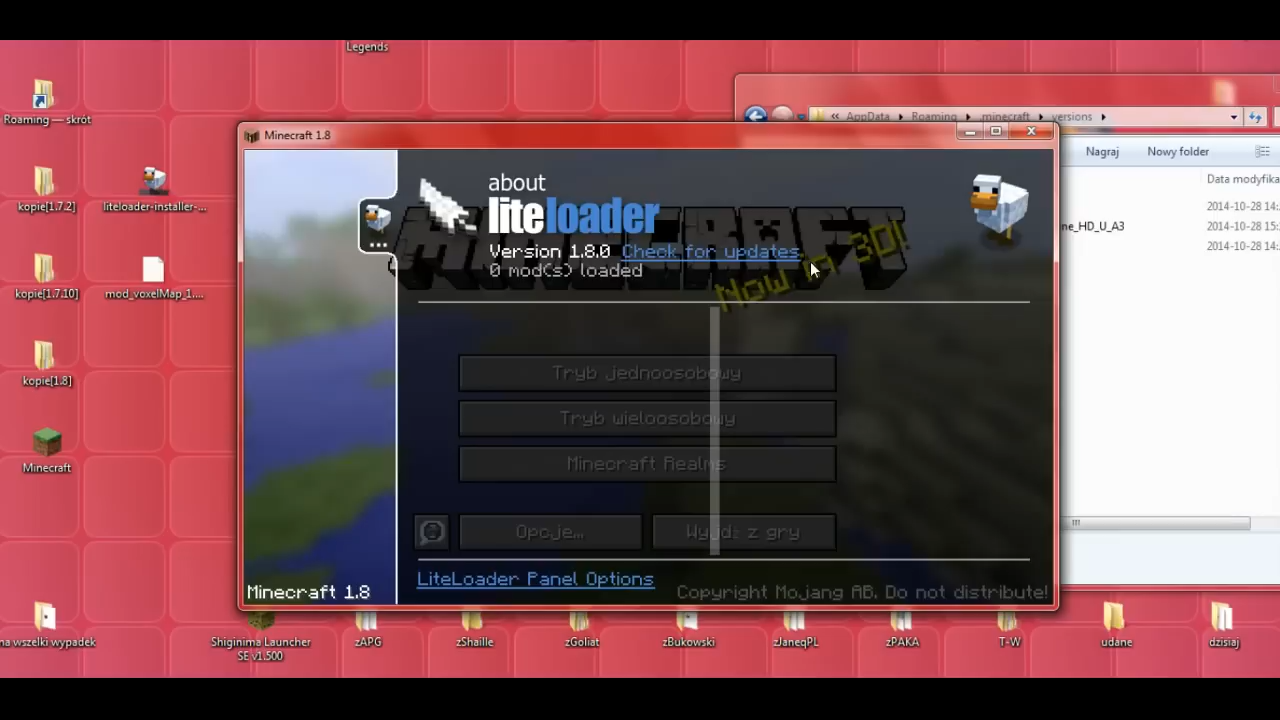 Legends
Roaming — skrót
kopie[1.7.2]
liteloader-installer-...
kopie[1.7.10]
mod_voxelMap_1....
kopie[1.8]
Minecraft
na wszelki wypadek
Shiginima Launcher
SE v1.500
zAPG
zShaille
zGoliat
zBukowski
zJaneqPL
zPAKA
T-W
udane
dzisiaj
« AppData Roaming .minecraft versions
Nagraj Nowy folder
Data modyfika
2014-10-28 14:
ne_HD_U_A3 2014-10-28 15:
2014-10-28 14:
Minecraft 1.8
about
liteloader
MINECRAFT
Version 1.8.0 Check for updates
0 mod(s) loaded
Now in 3D!
Tryb jednoosobowy
Tryb wieloosobowy
Minecraft Realms
Opcje... Wyjdź z gry
LiteLoader Panel Options
Minecraft 1.8
Copyright Mojang AB. Do not distribute!